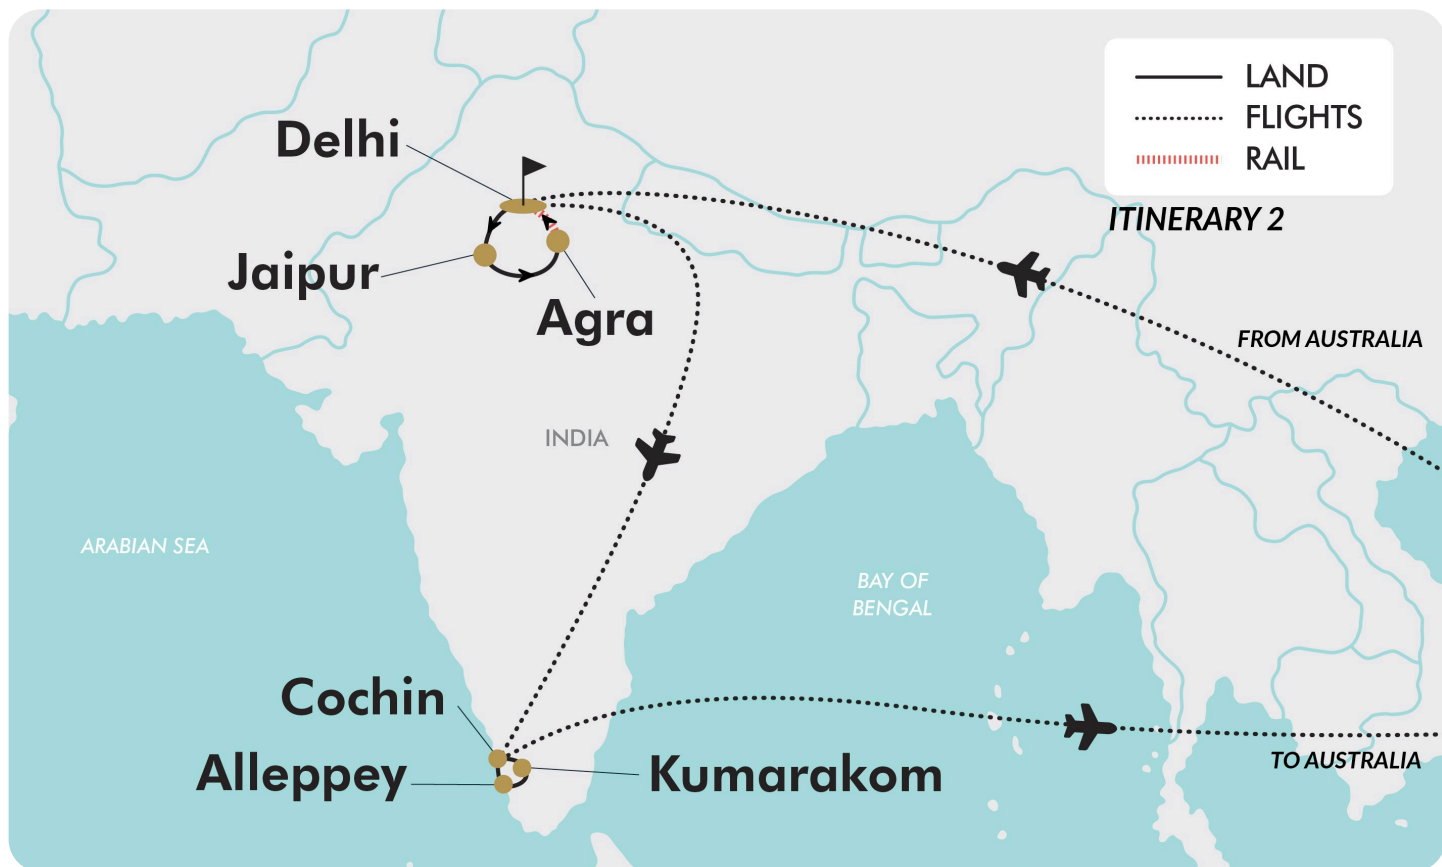 LAND
FLIGHTS
RAIL
ITINERARY 2
Delhi
Jaipur
Agra
FROM AUSTRALIA
INDIA
ARABIAN SEA
BAY OF
BENGAL
Cochin
Alleppey
Kumarakom
TO AUSTRALIA